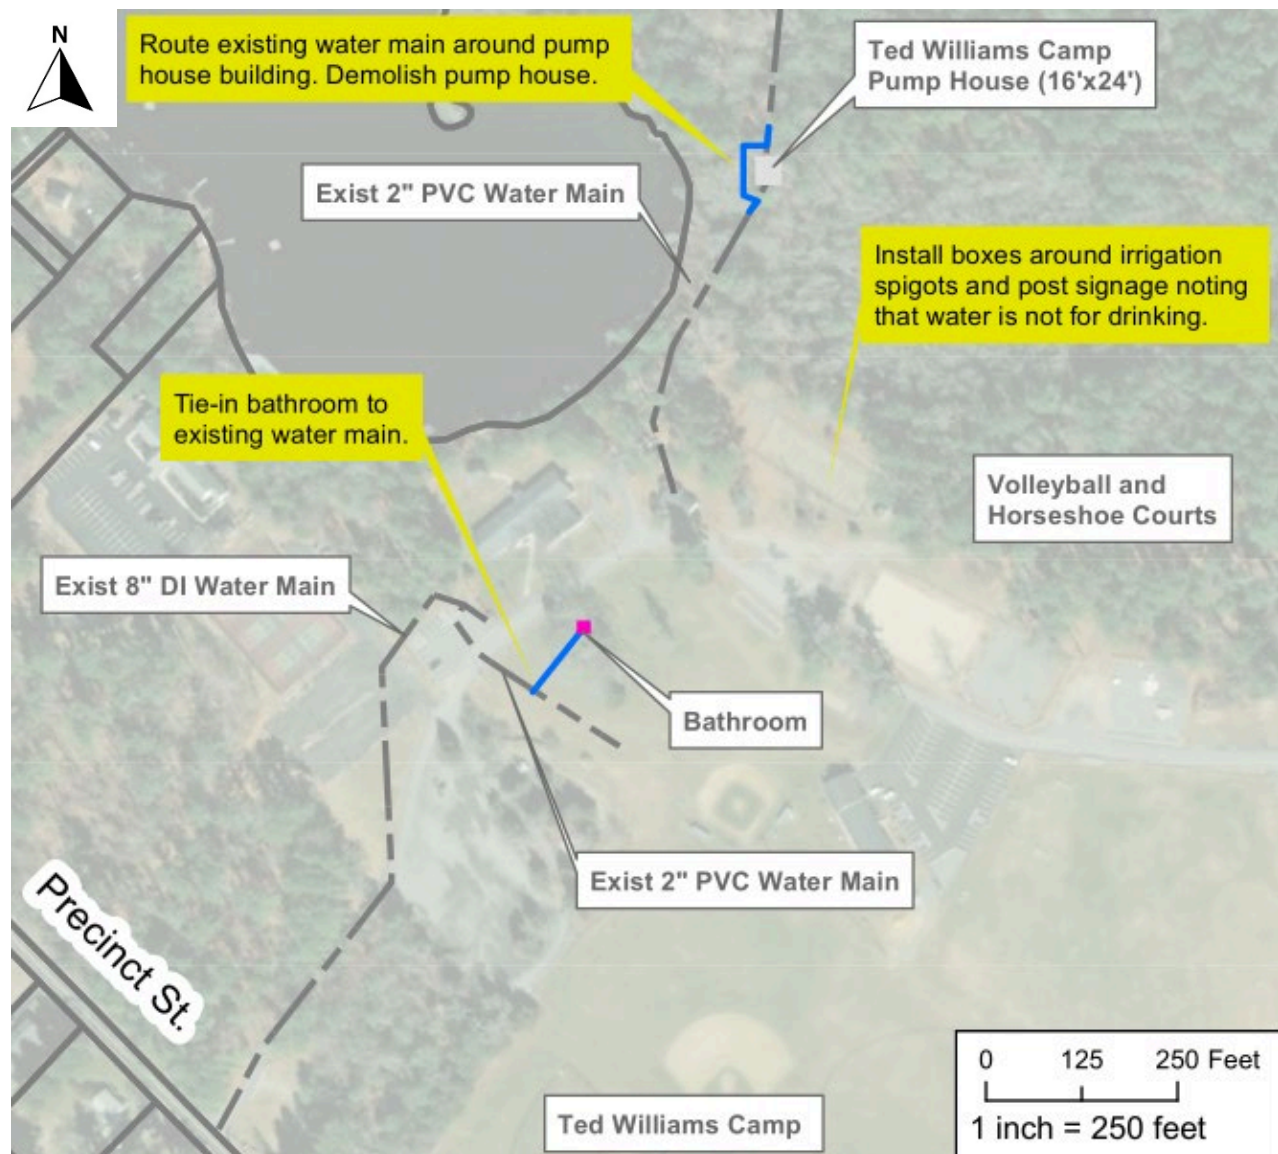 N
Route existing water main around pump
house building. Demolish pump house.
Ted Williams Camp
Pump House (16'x24')
Exist 2" PVC Water Main
Install boxes around irrigation
spigots and post signage noting
that water is not for drinking.
Tie-in bathroom to
existing water main.
Volleyball and
Horseshoe Courts
Exist 8" DI Water Main
Bathroom
Exist 2" PVC Water Main
Precinct St.
Ted Williams Camp
0 125 250 Feet
1 inch = 250 feet